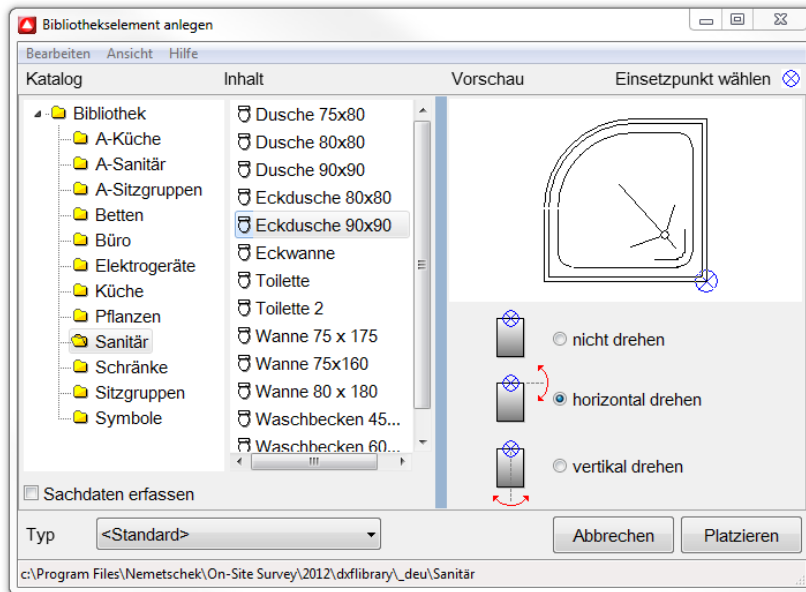 Bibliothekselement anlegen
Bearbeiten Ansicht Hilfe
Katalog Inhalt Vorschau Einsetzpunkt wählen
Bibliothek
A-Küche
A-Sanitär
A-Sitzgruppen
Betten
Büro
Elektrogeräte
Küche
Pflanzen
Sanitär
Schränke
Sitzgruppen
Symbole
Dusche 75x80
Dusche 80x80
Dusche 90x90
Eckdusche 80x80
Eckdusche 90x90
Eckwanne
Toilette
Toilette 2
Wanne 75 x 175
Wanne 75x160
Wanne 80 x 180
Waschbecken 45...
Waschbecken 60...
nicht drehen
horizontal drehen
vertikal drehen
Sachdaten erfassen
Typ <Standard> Abbrechen Platzieren
c:\Program Files\Nemetschek\On-Site Survey\2012\dxflibrary\_deu\Sanitär